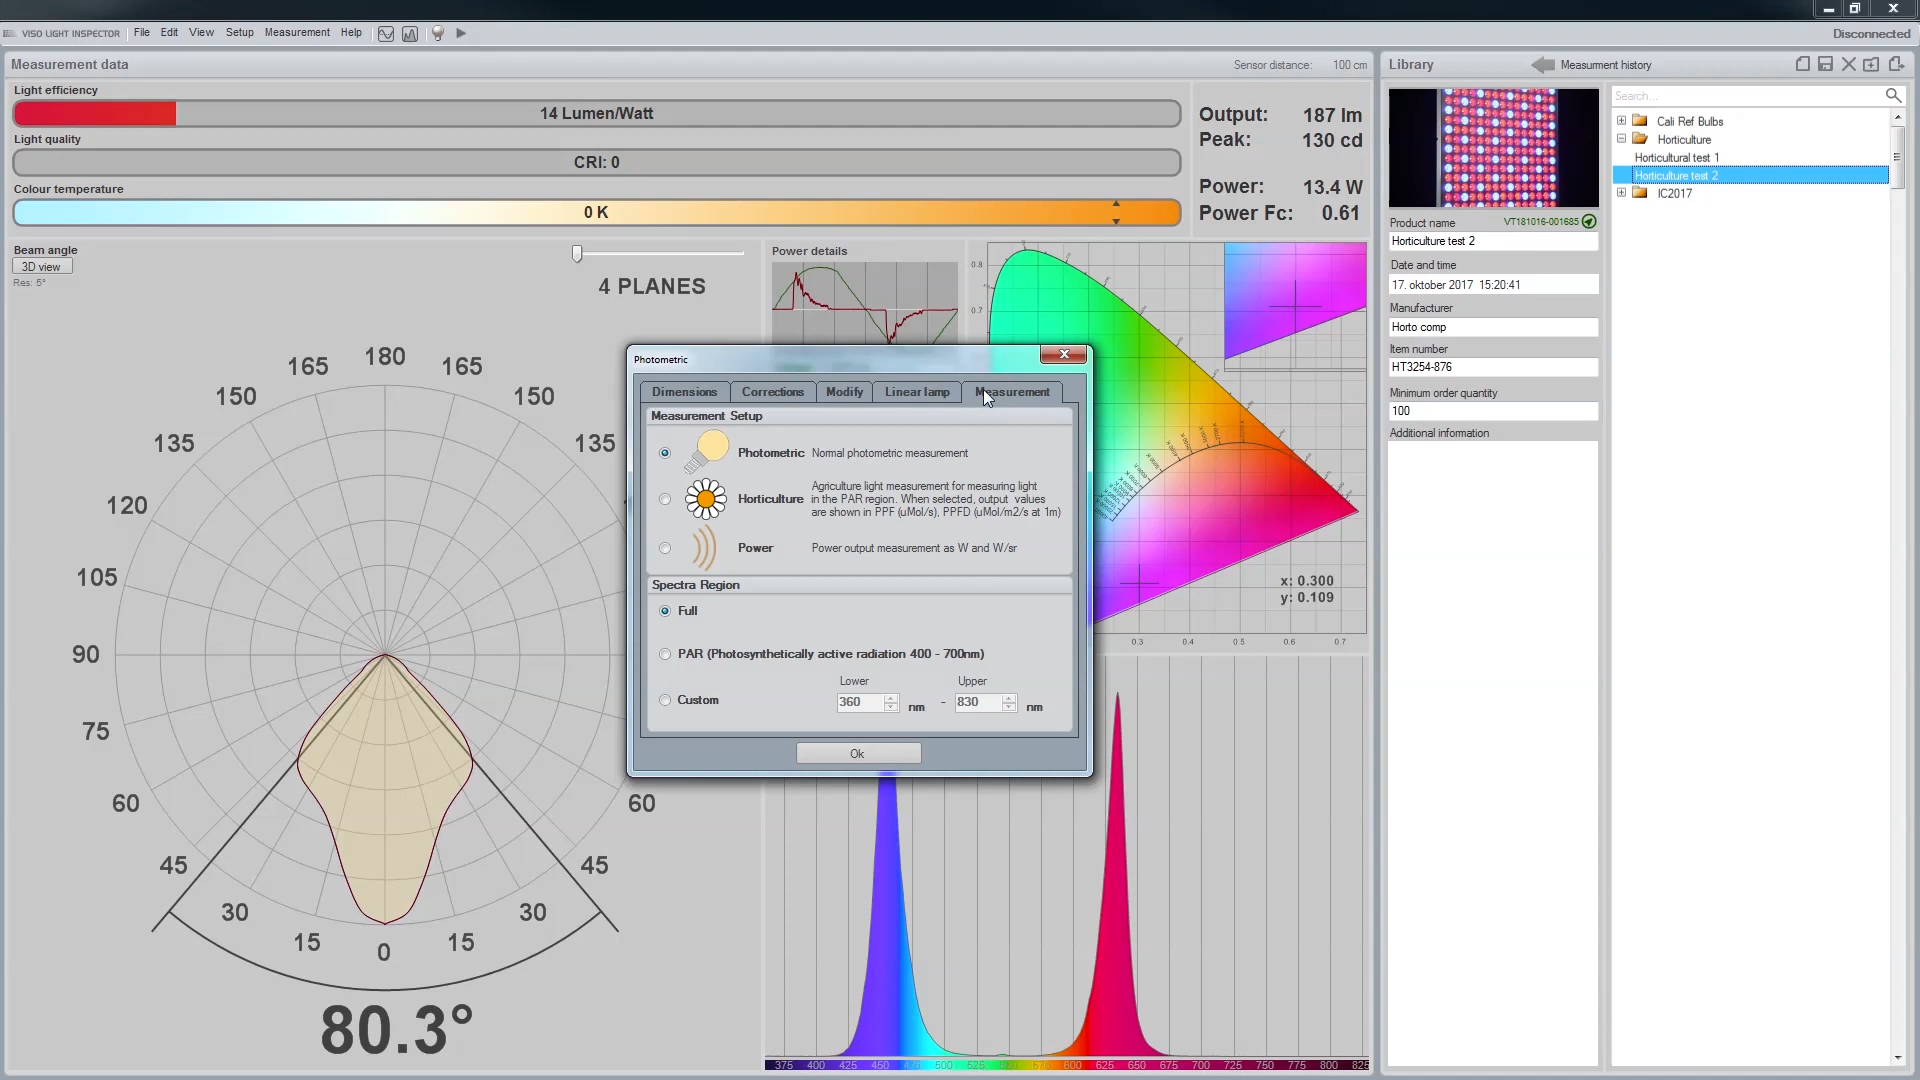 VISO LIGHT INSPECTOR File Edit View Setup Measurement Help
Disconnected
Measurement data
Sensor distance: 100 cm
Light efficiency
14 Lumen/Watt
Light quality
CRI: 0
Colour temperature
0 K
Output: 187 lm
Peak: 130 cd
Power: 13.4 W
Power Fc: 0.61
Beam angle
3D view
Res: 5°
4 PLANES
180
165 165
150 150
135 135
120
105
90
75
60 60
45 45
30 30
15 15
0
80.3°
Power details
0.8
0.7
x: 0.300
y: 0.109
0.3 0.4 0.5 0.6 0.7
Photometric
Dimensions Corrections Modify Linear lamp Measurement
Measurement Setup
Photometric Normal photometric measurement
Horticulture
Agriculture light measurement for measuring light
in the PAR region. When selected, output values
are shown in PPF (uMol/s), PPFD (uMol/m2/s at 1m)
Power Power output measurement as W and W/sr
Spectra Region
Full
PAR (Photosynthetically active radiation 400 - 700nm)
Lower Upper
Custom 360 nm - 830 nm
Ok
375 400 425 450 500 525 550 575 600 625 650 675 700 725 750 775 800 825
Library
Measurment history
Search...
Cali Ref Bulbs
Horticulture
Horticultural test 1
Horticulture test 2
IC2017
Product name VT181016-001685
Horticulture test 2
Date and time
17. oktober 2017 15:20:41
Manufacturer
Horto comp
Item number
HT3254-876
Minimum order quantity
100
Additional information